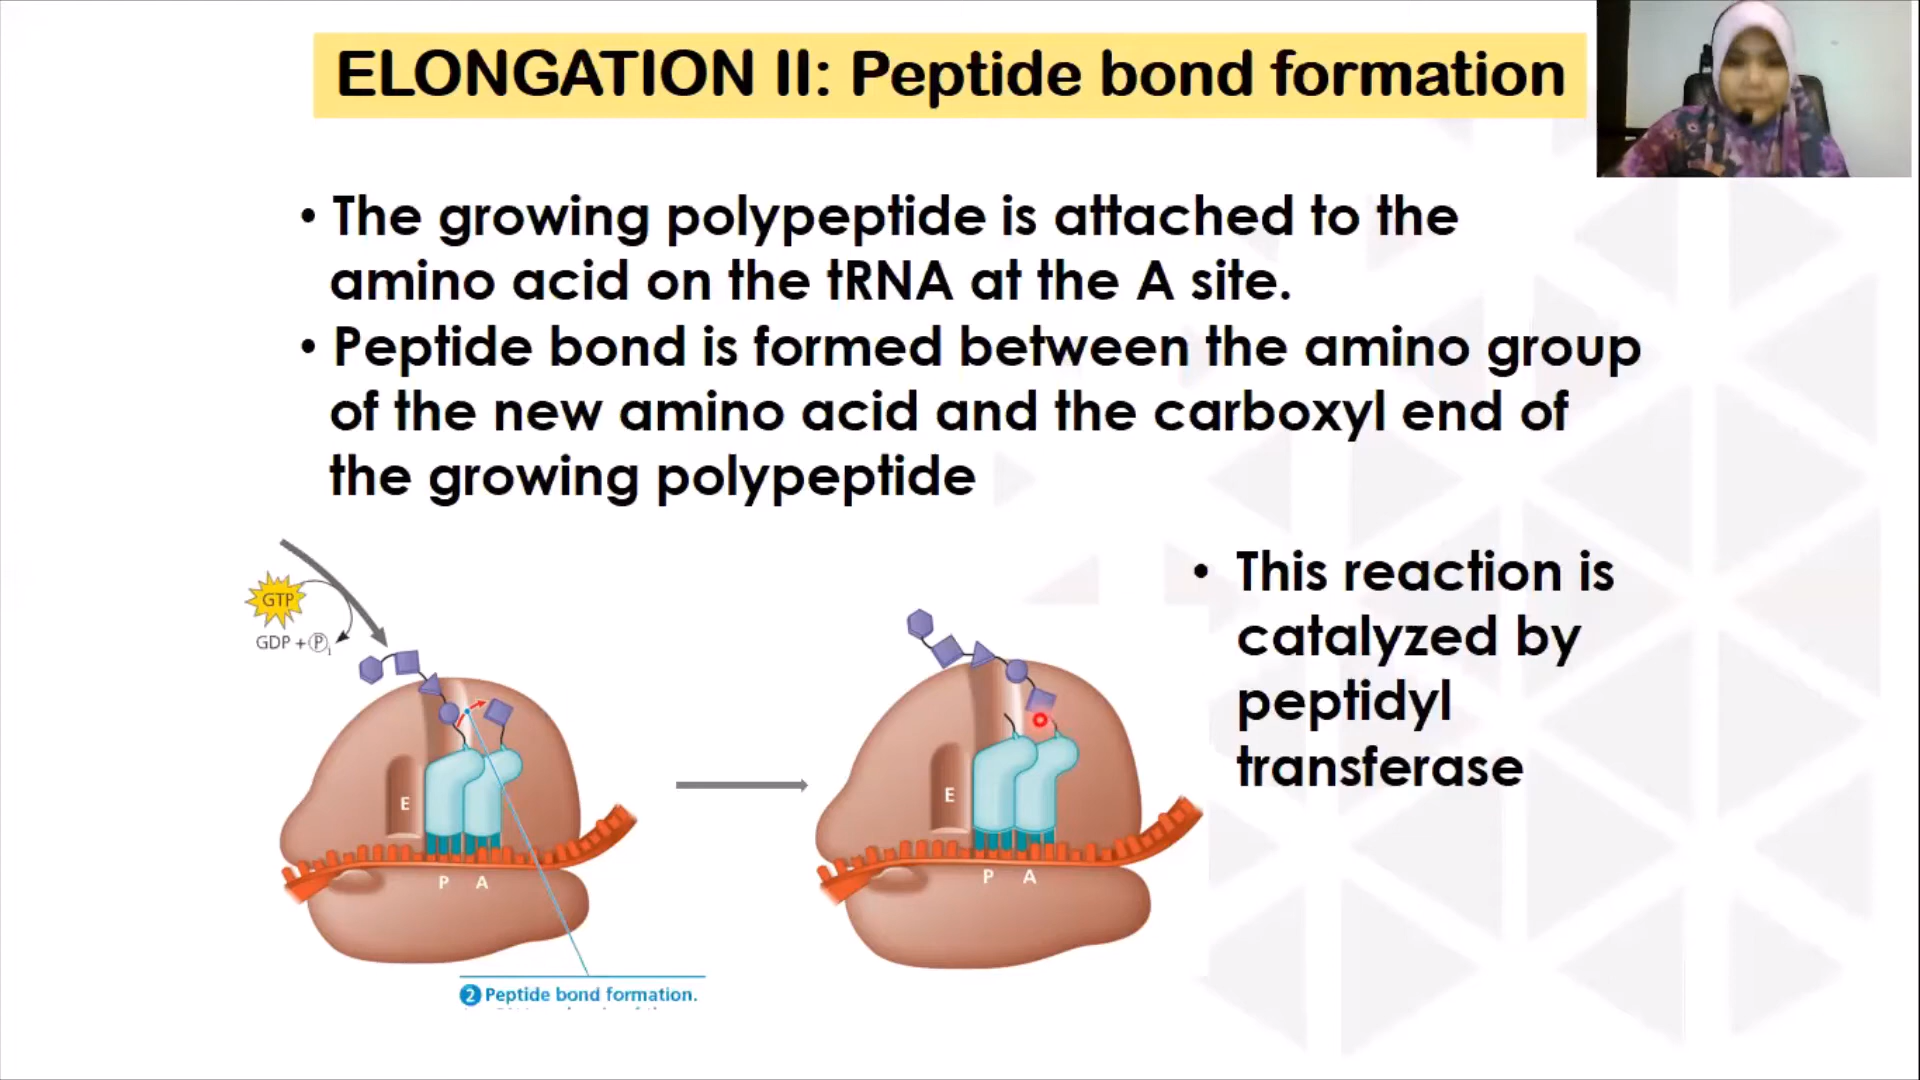 ELONGATION II: Peptide bond formation
• The growing polypeptide is attached to the
amino acid on the tRNA at the A site.
• Peptide bond is formed between the amino group
of the new amino acid and the carboxyl end of
the growing polypeptide
• This reaction is
catalyzed by
peptidyl
transferase
GTP
GDP + Pi
E
P A
2 Peptide bond formation.
E
P A